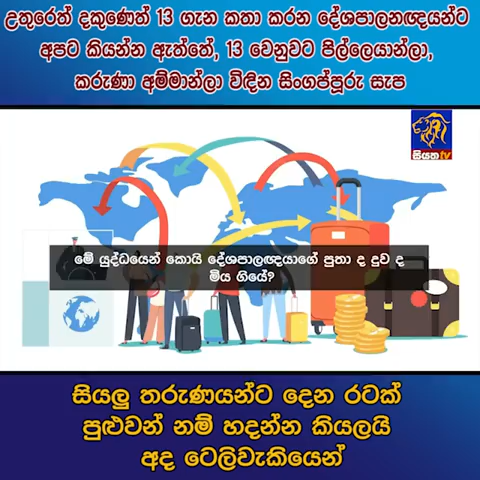 උතුරෙත් දකුණෙත් 13 ගැන කතා කරන දේශපාලනඥයන්ට
අපට කියන්න ඇත්තේ, 13 වෙනුවට පිල්ලෙයාන්ලා,
කරුණා අම්මාන්ලා විඳින සිංගප්පූරු සැප
සියත tv
මේ යුද්ධයෙන් කොයි දේශපාලඥයාගේ පුතා ද දුව ද
මිය ගියේ?
සියලු තරුණයන්ට දෙන රටක්
පුළුවන් නම් හදන්න කියලයි
අද ටෙලිවැකියෙන්